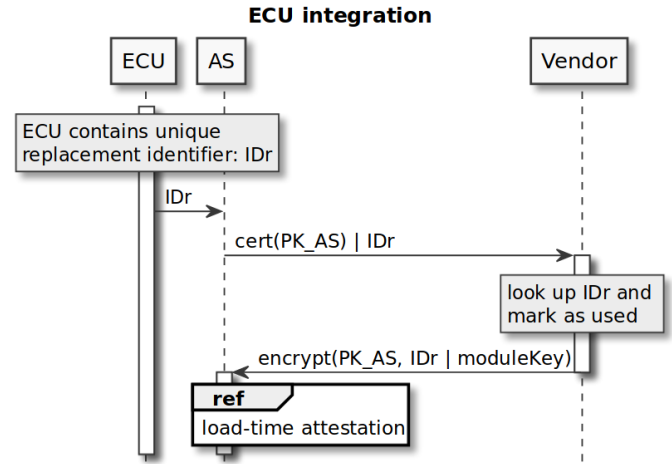 ECU integration
ECU
AS
Vendor
ECU contains unique
replacement identifier: IDr
IDr
cert(PK_AS) | IDr
look up IDr and
mark as used
encrypt(PK_AS, IDr | moduleKey)
ref
load-time attestation